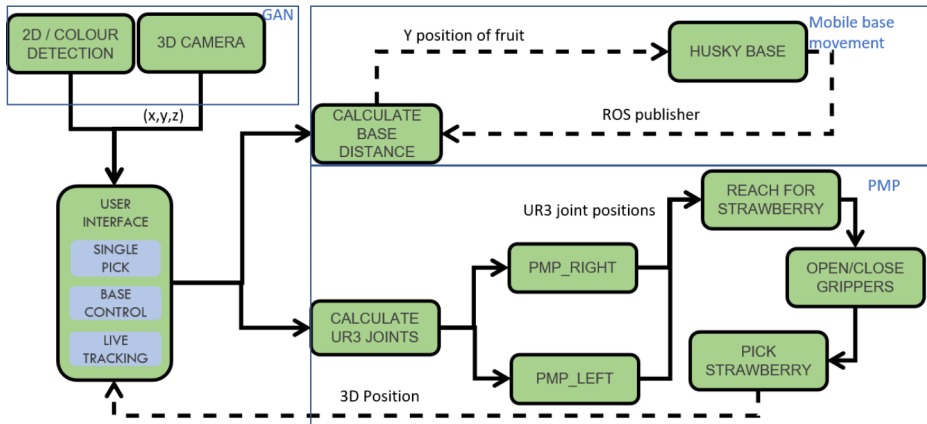 GAN
2D / COLOUR
DETECTION
3D CAMERA
(x,y,z)
USER
INTERFACE
SINGLE
PICK
BASE
CONTROL
LIVE
TRACKING
Mobile base
movement
Y position of fruit
HUSKY BASE
ROS publisher
CALCULATE
BASE
DISTANCE
PMP
REACH FOR
STRAWBERRY
UR3 joint positions
PMP_RIGHT
OPEN/CLOSE
GRIPPERS
CALCULATE
UR3 JOINTS
PMP_LEFT
PICK
STRAWBERRY
3D Position